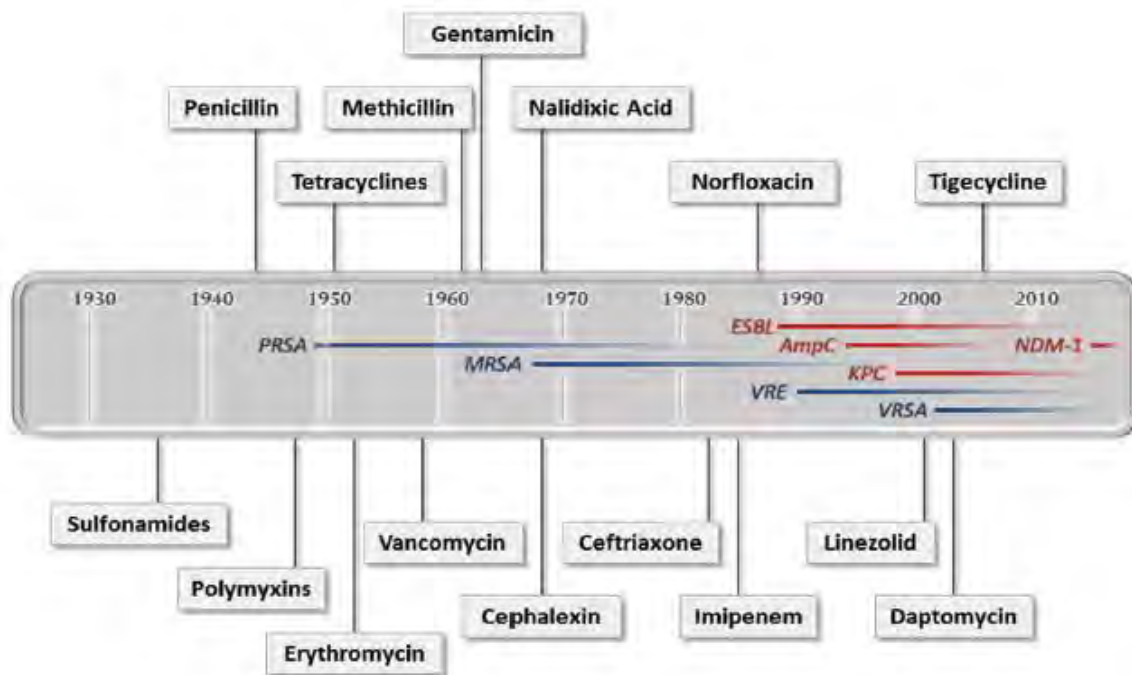 Gentamicin
Penicillin Methicillin Nalidixic Acid
Tetracyclines Norfloxacin Tigecycline
1930 1940 1950 1960 1970 1980 1990 2000 2010
ESBL
PRSA AmpC NDM-1
MRSA
KPC
VRE
VRSA
Sulfonamides
Vancomycin Ceftriaxone Linezolid
Polymyxins
Cephalexin Imipenem Daptomycin
Erythromycin